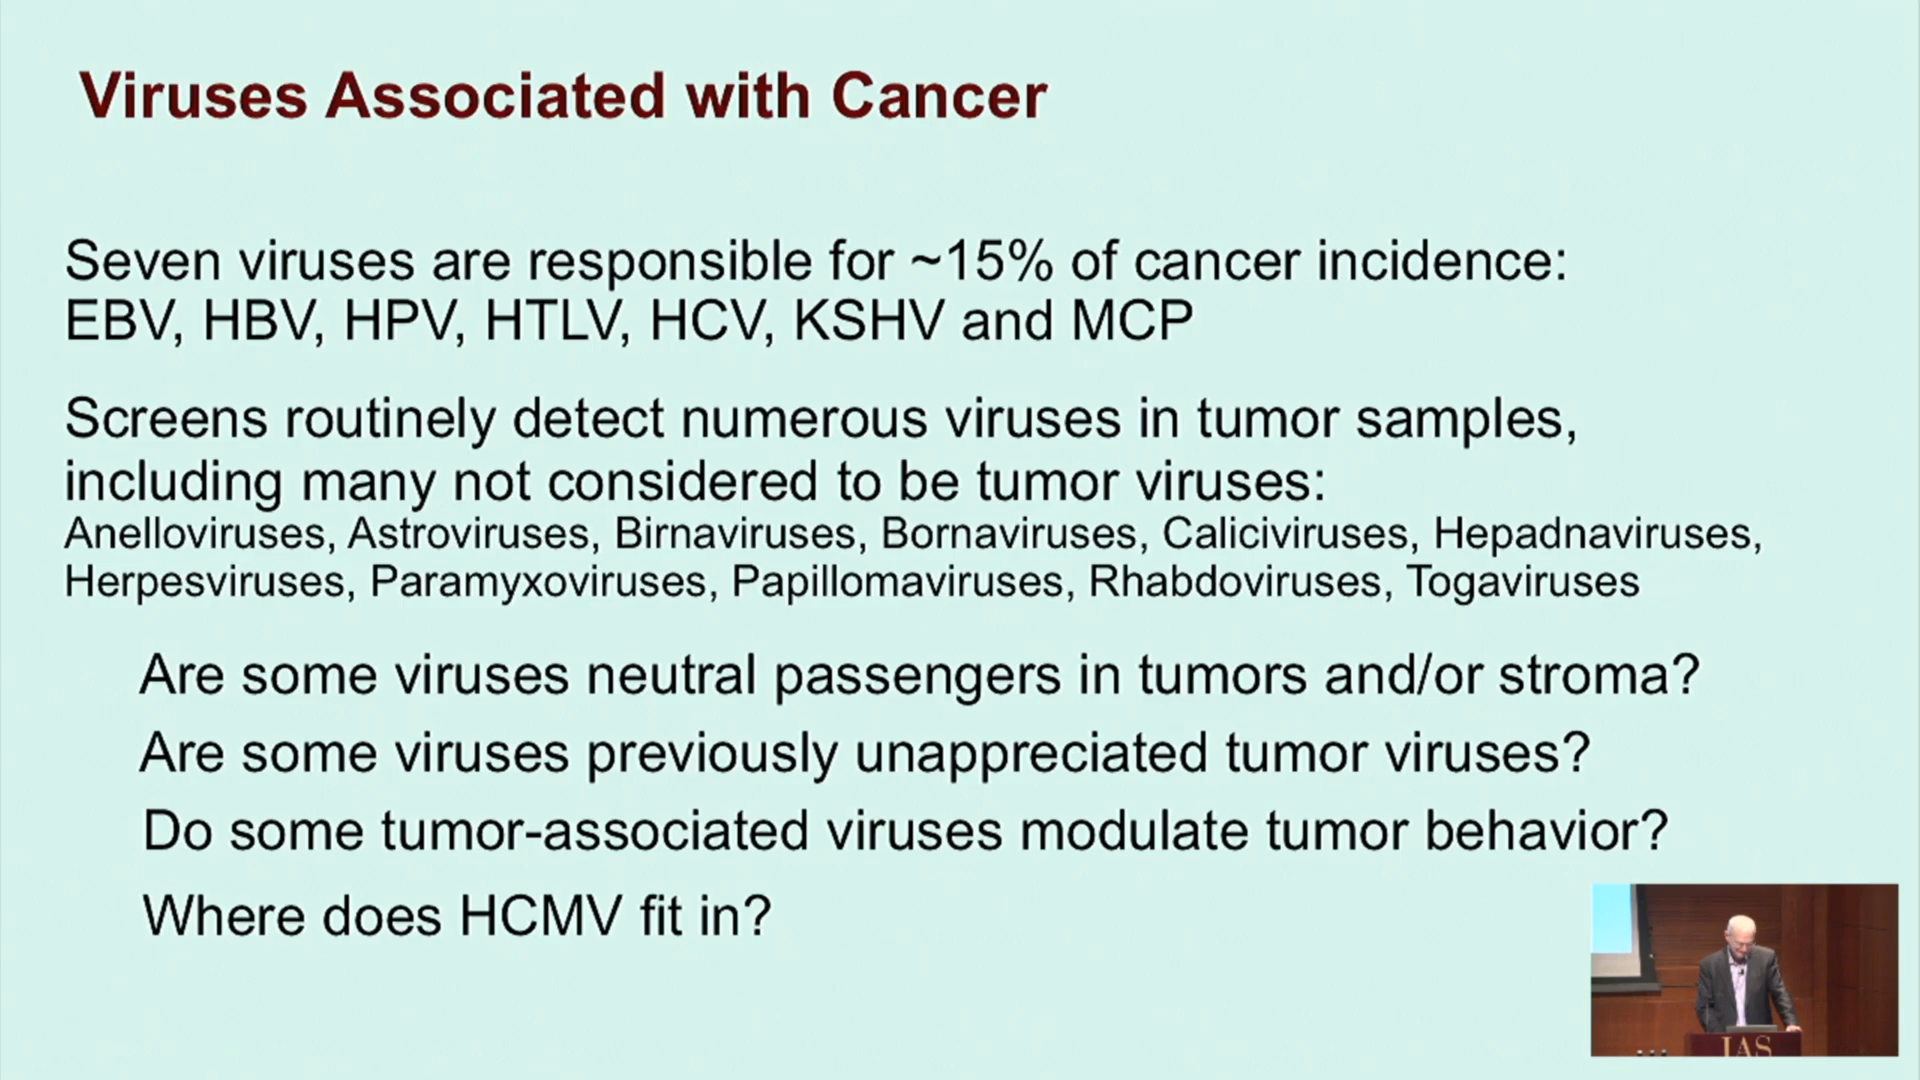 Viruses Associated with Cancer
Seven viruses are responsible for ~15% of cancer incidence:
EBV, HBV, HPV, HTLV, HCV, KSHV and MCP
Screens routinely detect numerous viruses in tumor samples,
including many not considered to be tumor viruses:
Anelloviruses, Astroviruses, Birnaviruses, Bornaviruses, Caliciviruses, Hepadnaviruses,
Herpesviruses, Paramyxoviruses, Papillomaviruses, Rhabdoviruses, Togaviruses
Are some viruses neutral passengers in tumors and/or stroma?
Are some viruses previously unappreciated tumor viruses?
Do some tumor-associated viruses modulate tumor behavior?
Where does HCMV fit in?
IAS